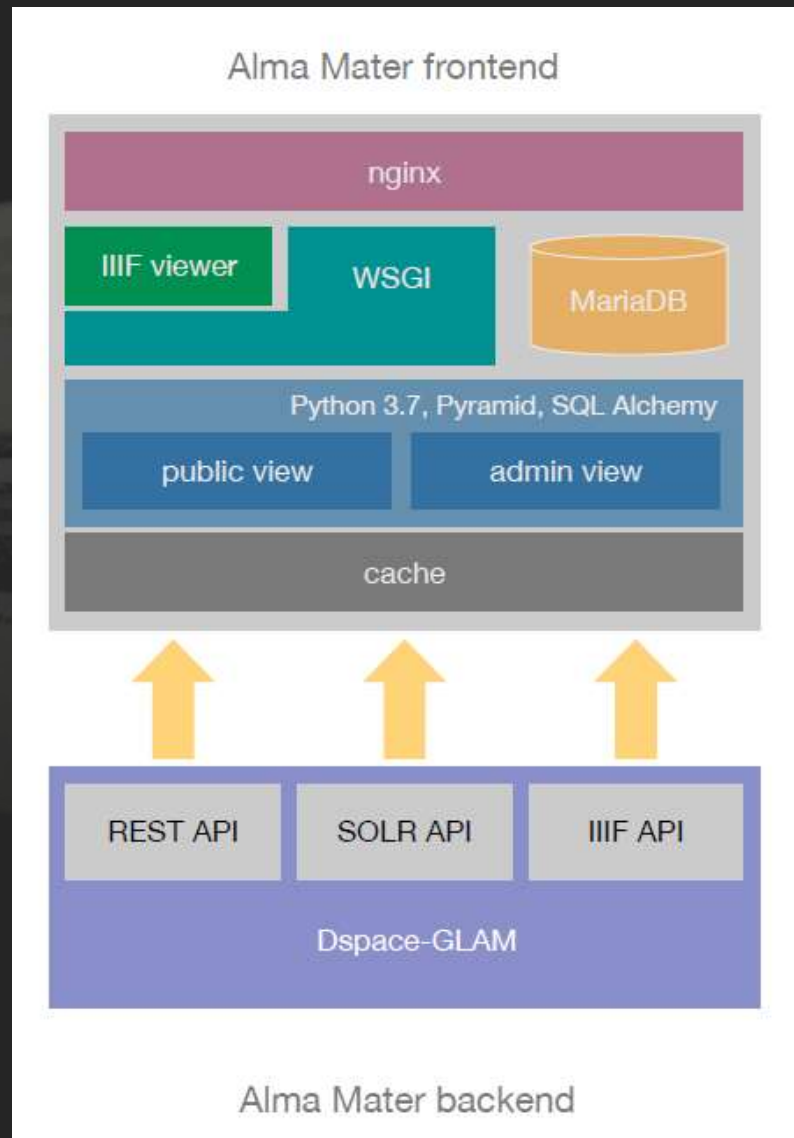 Alma Mater frontend
nginx
IIIF viewer
WSGI
MariaDB
Python 3.7, Pyramid, SQL Alchemy
public view
admin view
cache
REST API
SOLR API
IIIF API
Dspace-GLAM
Alma Mater backend